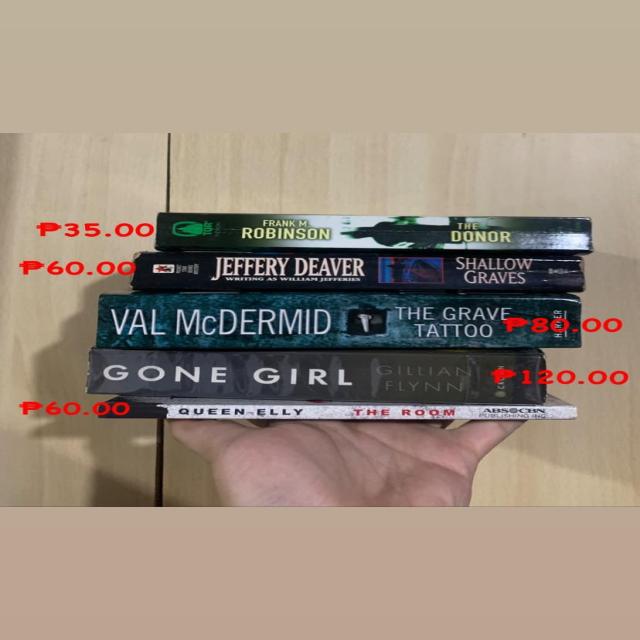 ₱35.00
TOR
FRANK M.
ROBINSON
THE
DONOR
₱60.00
JEFFERY DEAVER
WRITING AS WILLIAM JEFFERIES
SHALLOW
GRAVES
VAL McDERMID
THE GRAVE
TATTOO
HARPER
₱80.00
GONE GIRL
GILLIAN
FLYNN
₱120.00
₱60.00
QUEEN ELLY
THE ROOM
ABS-CBN
PUBLISHING INC.